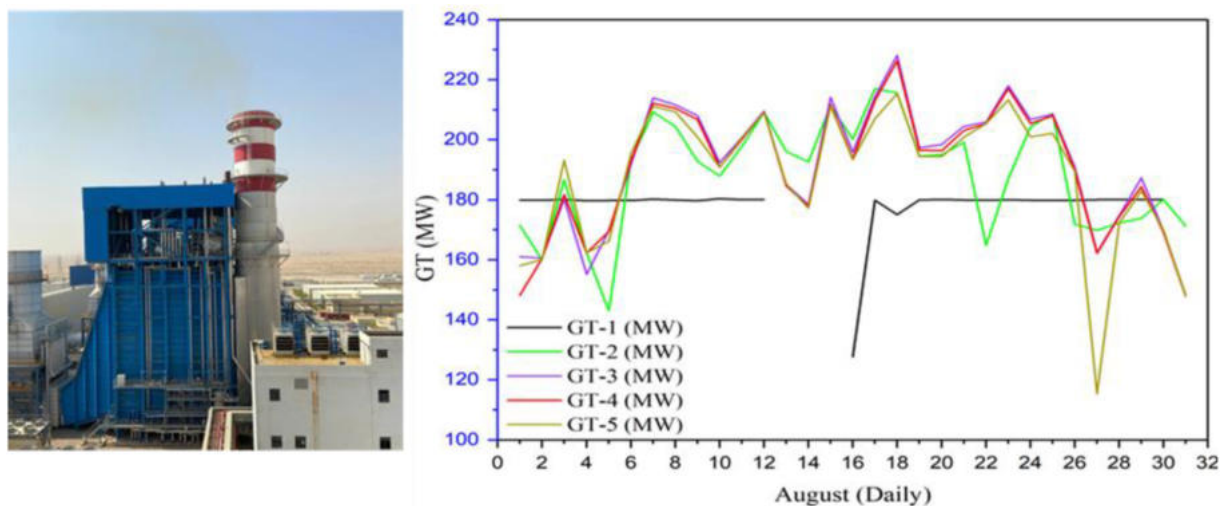 240
220
200
180
160
140
120
100
GT (MW)
GT-1 (MW)
GT-2 (MW)
GT-3 (MW)
GT-4 (MW)
GT-5 (MW)
0 2 4 6 8 10 12 14 16 18 20 22 24 26 28 30 32
August (Daily)